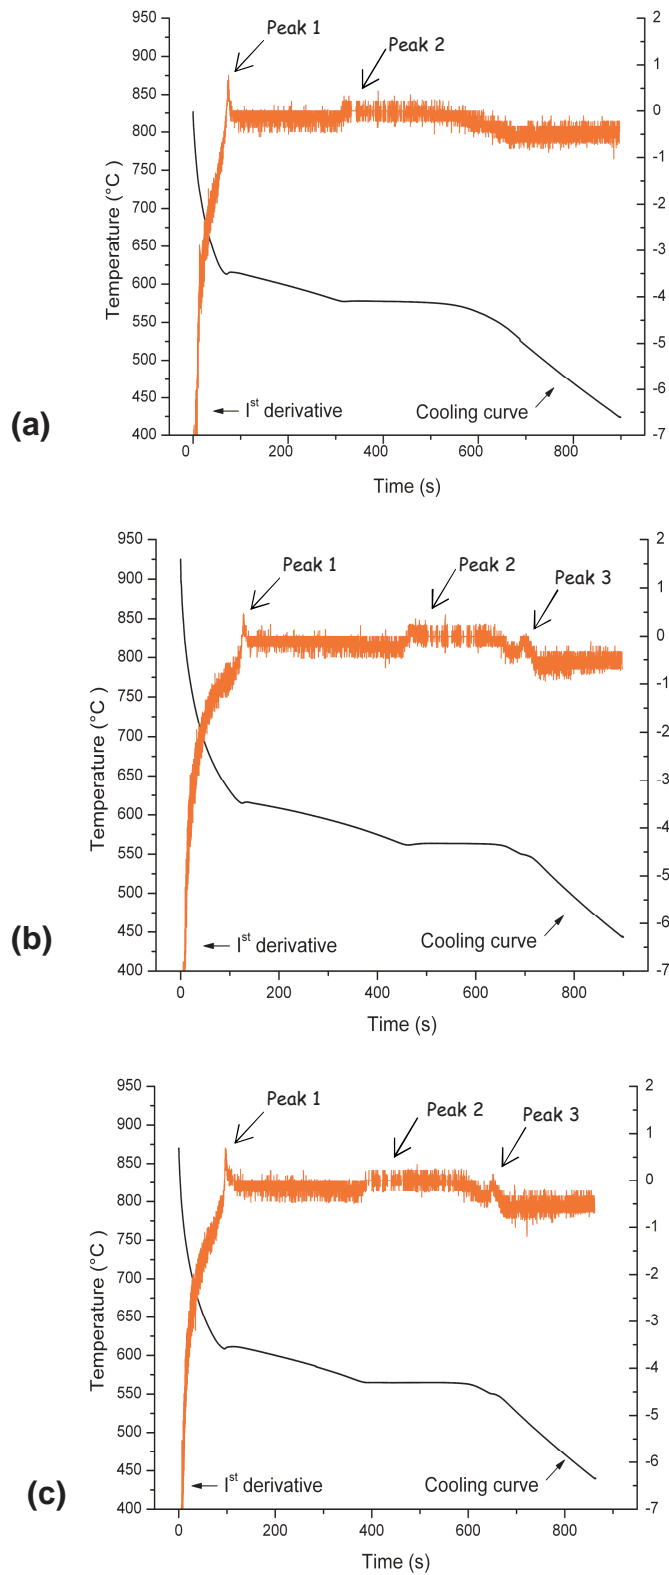 950
900
850
800
750
700
650
600
550
500
450
400
2
1
0
-1
-2
-3
-4
-5
-6
-7
Peak 1
Peak 2
Temperature (°C)
Iˢᵗ derivative
Cooling curve
(a)
0 200 400 600 800
Time (s)
950
900
850
800
750
700
650
600
550
500
450
400
2
1
0
-1
-2
-3
-4
-5
-6
-7
Peak 1
Peak 2
Peak 3
Temperature (°C )
Iˢᵗ derivative
Cooling curve
(b)
0 200 400 600 800
Time (s)
950
900
850
800
750
700
650
600
550
500
450
400
2
1
0
-1
-2
-3
-4
-5
-6
-7
Peak 1
Peak 2
Peak 3
Temperature (°C )
Iˢᵗ derivative
Cooling curve
(c)
0 200 400 600 800
Time (s)